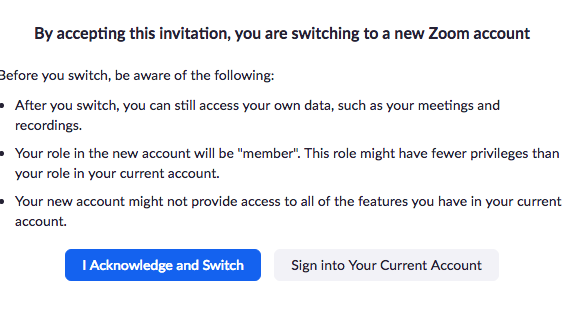 By accepting this invitation, you are switching to a new Zoom account
Before you switch, be aware of the following:
• After you switch, you can still access your own data, such as your meetings and
recordings.
• Your role in the new account will be "member". This role might have fewer privileges than
your role in your current account.
• Your new account might not provide access to all of the features you have in your current
account.
I Acknowledge and Switch
Sign into Your Current Account